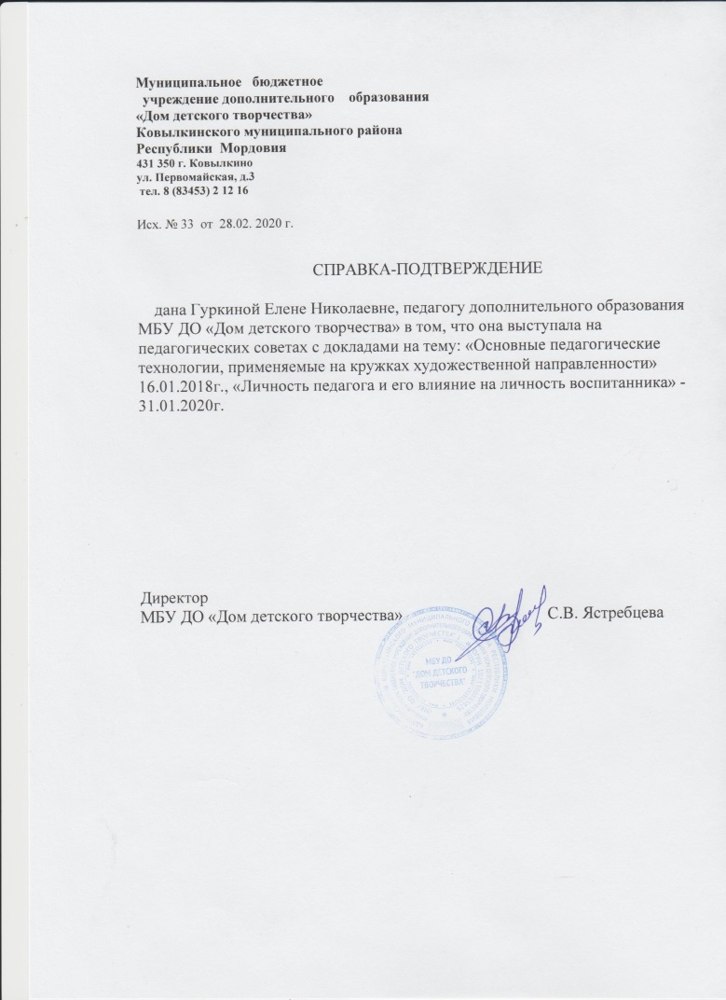 Муниципальное бюджетное
учреждение дополнительного образования
«Дом детского творчества»
Ковылкинского муниципального района
Республики Мордовия
431 350 г. Ковылкино
ул. Первомайская, д.3
тел. 8 (83453) 2 12 16
Исх. № 33 от 28.02. 2020 г.
СПРАВКА-ПОДТВЕРЖДЕНИЕ
дана Гуркиной Елене Николаевне, педагогу дополнительного образования
МБУ ДО «Дом детского творчества» в том, что она выступала на
педагогических советах с докладами на тему: «Основные педагогические
технологии, применяемые на кружках художественной направленности»
16.01.2018г., «Личность педагога и его влияние на личность воспитанника» -
31.01.2020г.
Директор
МБУ ДО «Дом детского творчества» С.В. Ястребцева
МБУ ДО
"ДОМ ДЕТСКОГО
ТВОРЧЕСТВА"